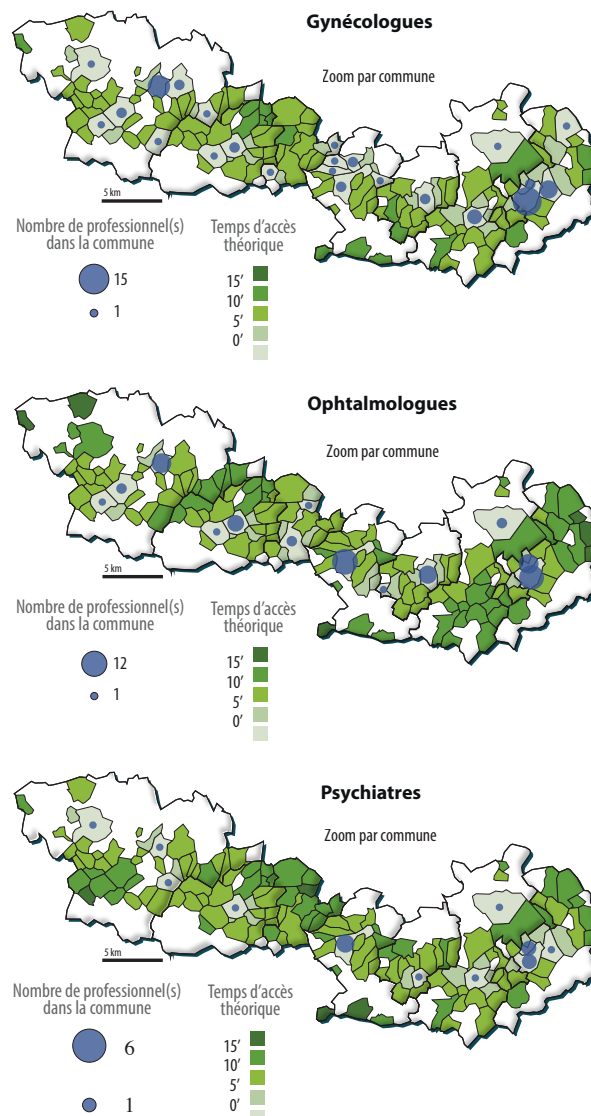 Gynécologues
Zoom par commune
5 km
Nombre de professionnel(s)
dans la commune
15
1
Temps d'accès
théorique
15'
10'
5'
0'
Ophtalmologues
Zoom par commune
5 km
Nombre de professionnel(s)
dans la commune
12
1
Temps d'accès
théorique
15'
10'
5'
0'
Psychiatres
Zoom par commune
5 km
Nombre de professionnel(s)
dans la commune
6
1
Temps d'accès
théorique
15'
10'
5'
0'